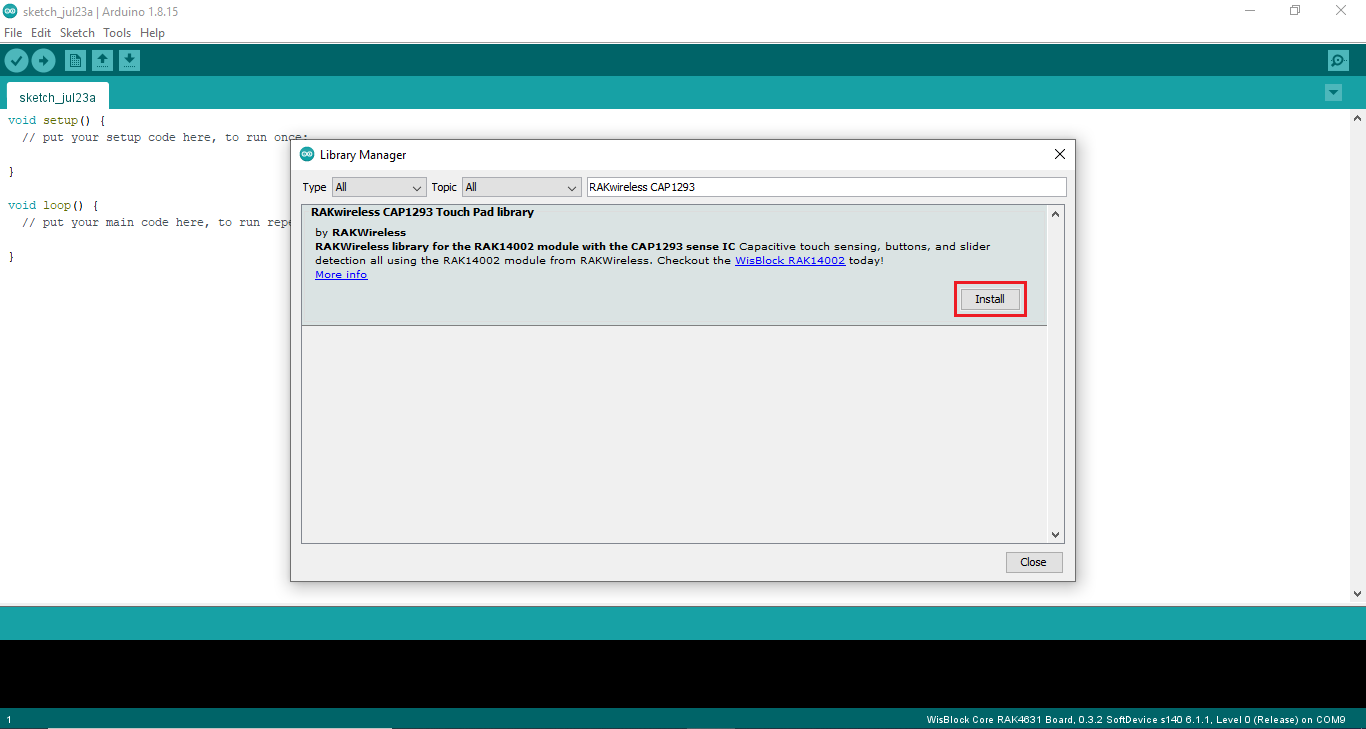 sketch_jul23a | Arduino 1.8.15
File Edit Sketch Tools Help
sketch_jul23a
void setup() {
// put your setup code here, to run once:
}
void loop() {
// put your main code here, to run repe
}
Library Manager
Type All Topic All RAKwireless CAP1293
RAKwireless CAP1293 Touch Pad library
by RAKWireless
RAKWireless library for the RAK14002 module with the CAP1293 sense IC Capacitive touch sensing, buttons, and slider
detection all using the RAK14002 module from RAKWireless. Checkout the WisBlock RAK14002 today!
More info
Install
Close
1 WisBlock Core RAK4631 Board, 0.3.2 SoftDevice s140 6.1.1, Level 0 (Release) on COM9